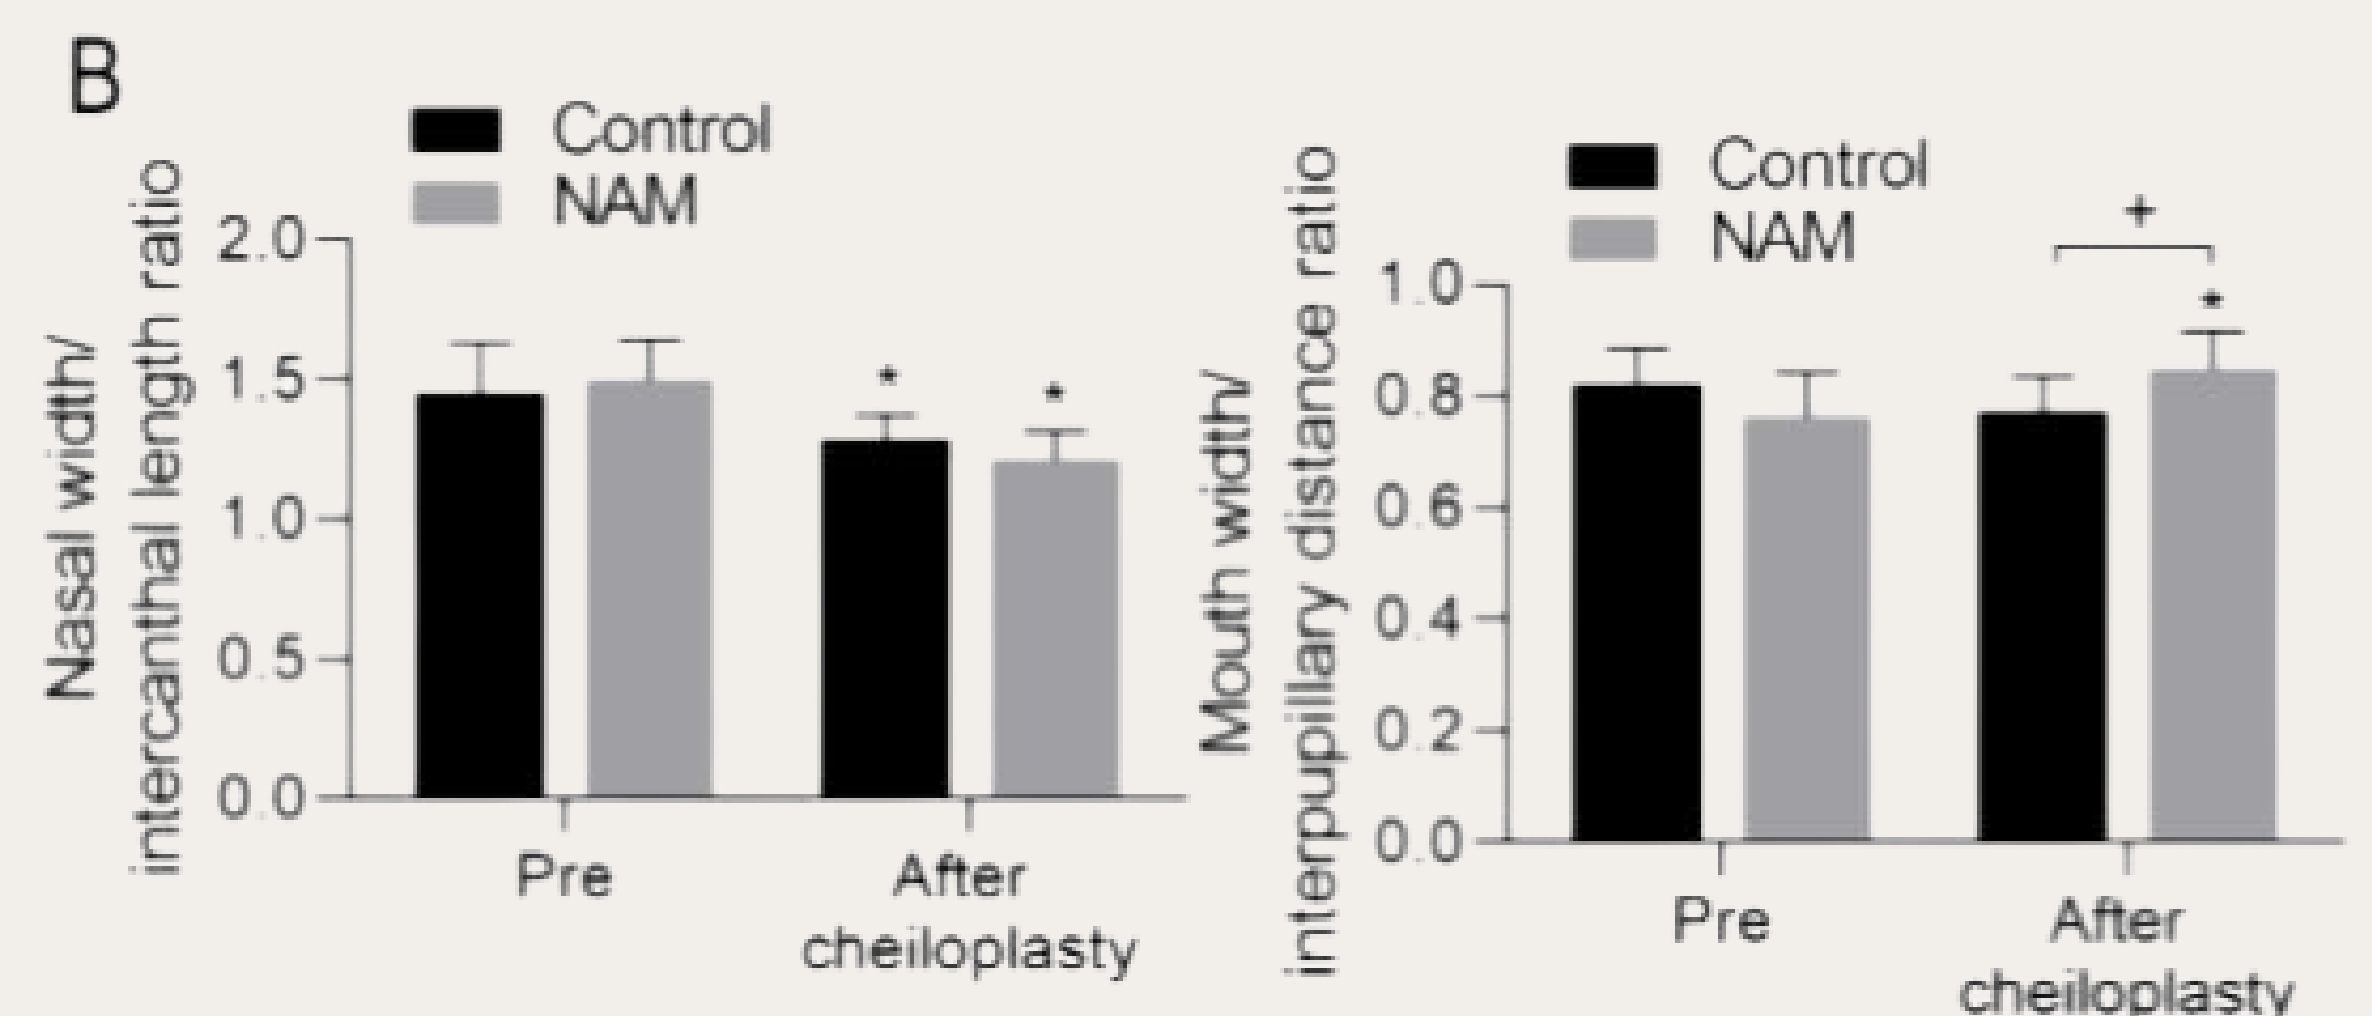 B
Control
NAM
Nasal width/
intercanthal length ratio
2.0
1.5
1.0
0.5
0.0
*
*
Pre
After
cheiloplasty
Control
NAM
Mouth width/
interpupillary distance ratio
1.0
0.8
0.6
0.4
0.2
0.0
+
*
Pre
After
cheiloplasty